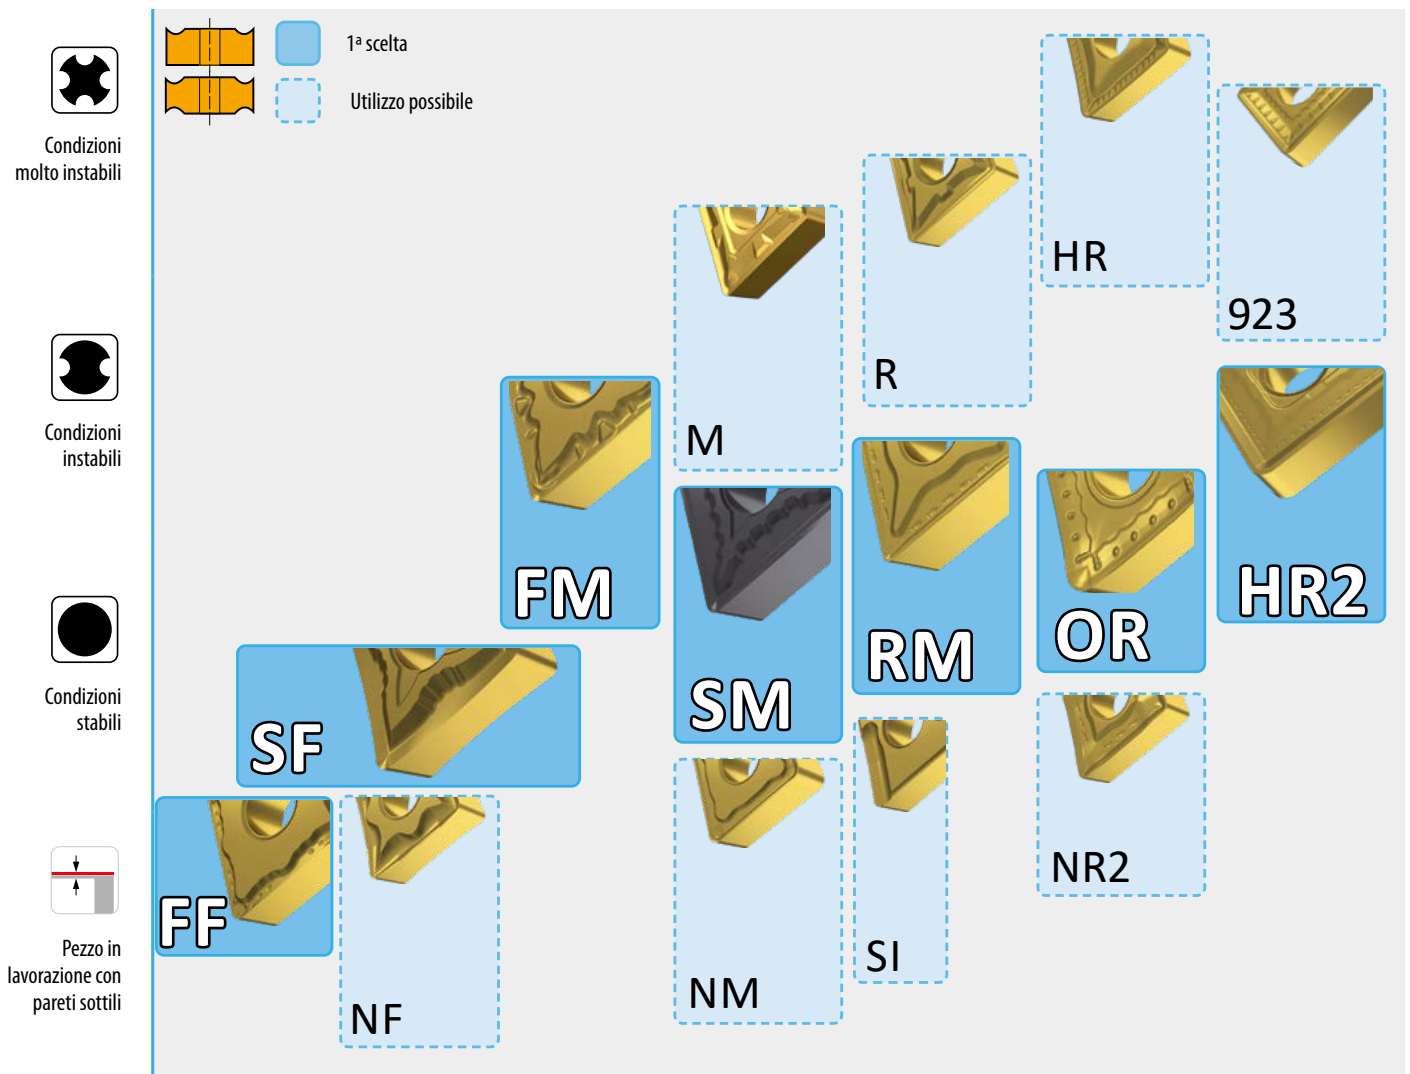 1ª scelta
Utilizzo possibile
Condizioni
molto instabili
Condizioni
instabili
Condizioni
stabili
Pezzo in
lavorazione con
pareti sottili
HR
923
R
M
FM
HR2
OR
RM
SM
SF
FF
NF
NM
SI
NR2